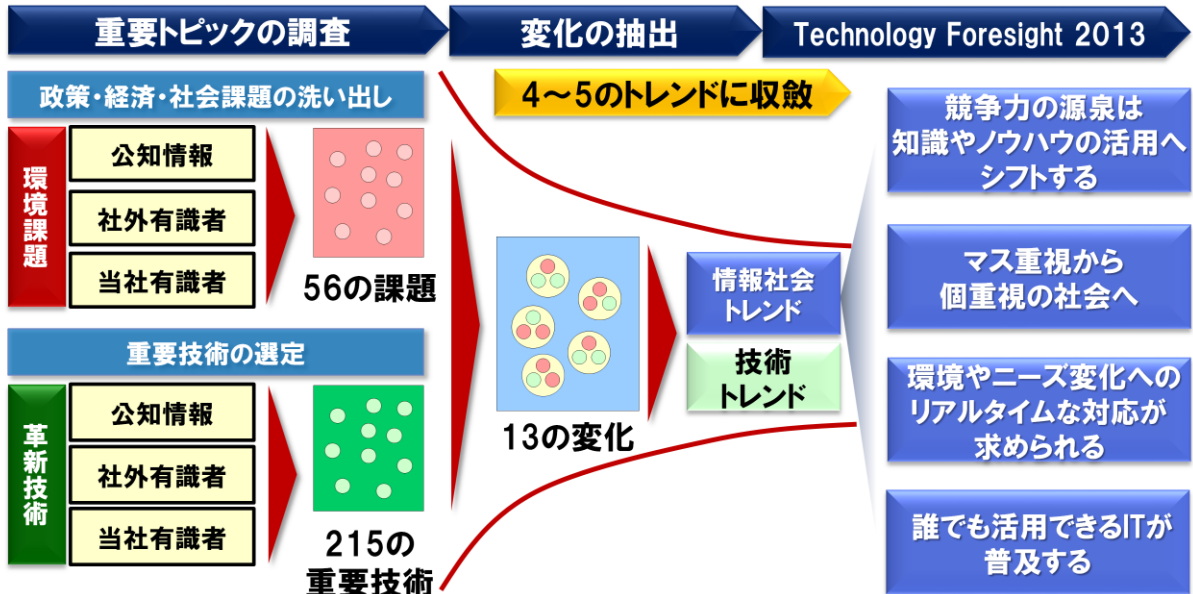 重要トピックの調査
変化の抽出
Technology Foresight 2013
政策・経済・社会課題の洗い出し
環境課題
公知情報
社外有識者
当社有識者
56の課題
重要技術の選定
革新技術
公知情報
社外有識者
当社有識者
215の
重要技術
4～5のトレンドに収斂
13の変化
情報社会
トレンド
技術
トレンド
競争力の源泉は
知識やノウハウの活用へ
シフトする
マス重視から
個重視の社会へ
環境やニーズ変化への
リアルタイムな対応が
求められる
誰でも活用できるITが
普及する